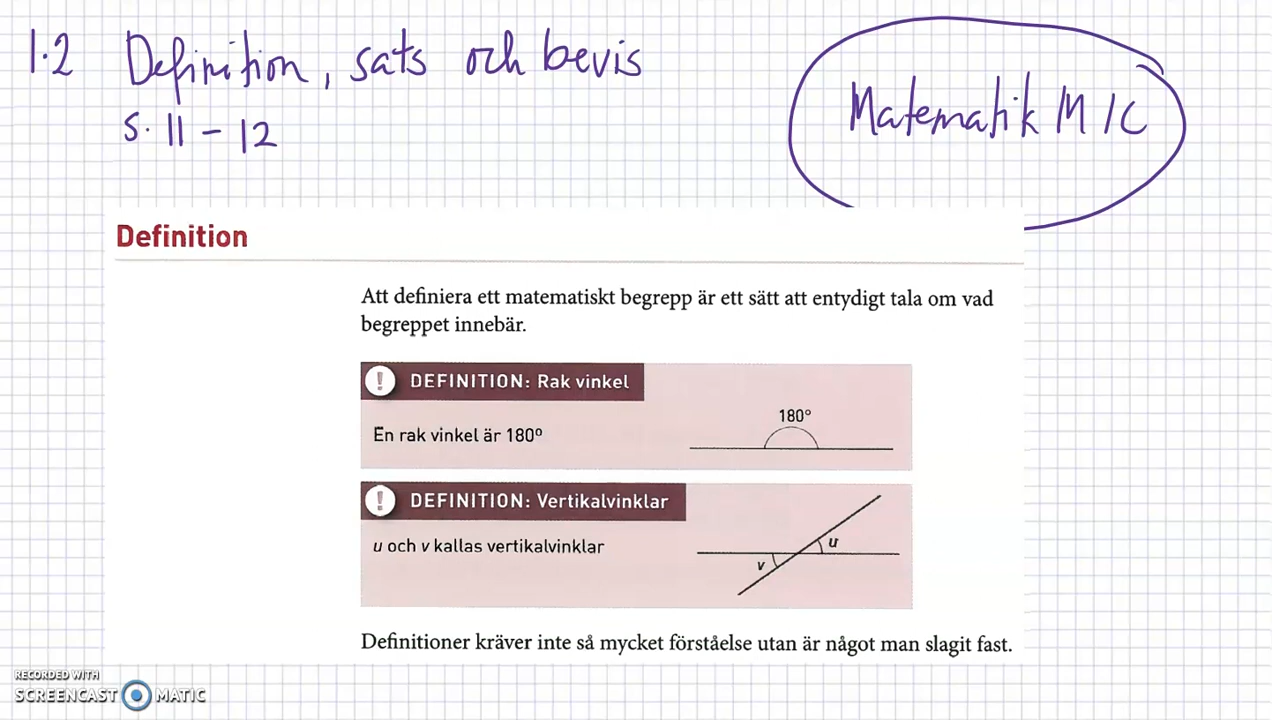 1.2 Definition, sats och bevis
s. 11 - 12
Matematik M1C
Definition
Att definiera ett matematiskt begrepp är ett sätt att entydigt tala om vad
begreppet innebär.
! DEFINITION: Rak vinkel
En rak vinkel är 180º
180º
! DEFINITION: Vertikalvinklar
u och v kallas vertikalvinklar
u
v
Definitioner kräver inte så mycket förståelse utan är något man slagit fast.
RECORDED WITH
SCREENCAST MATIC